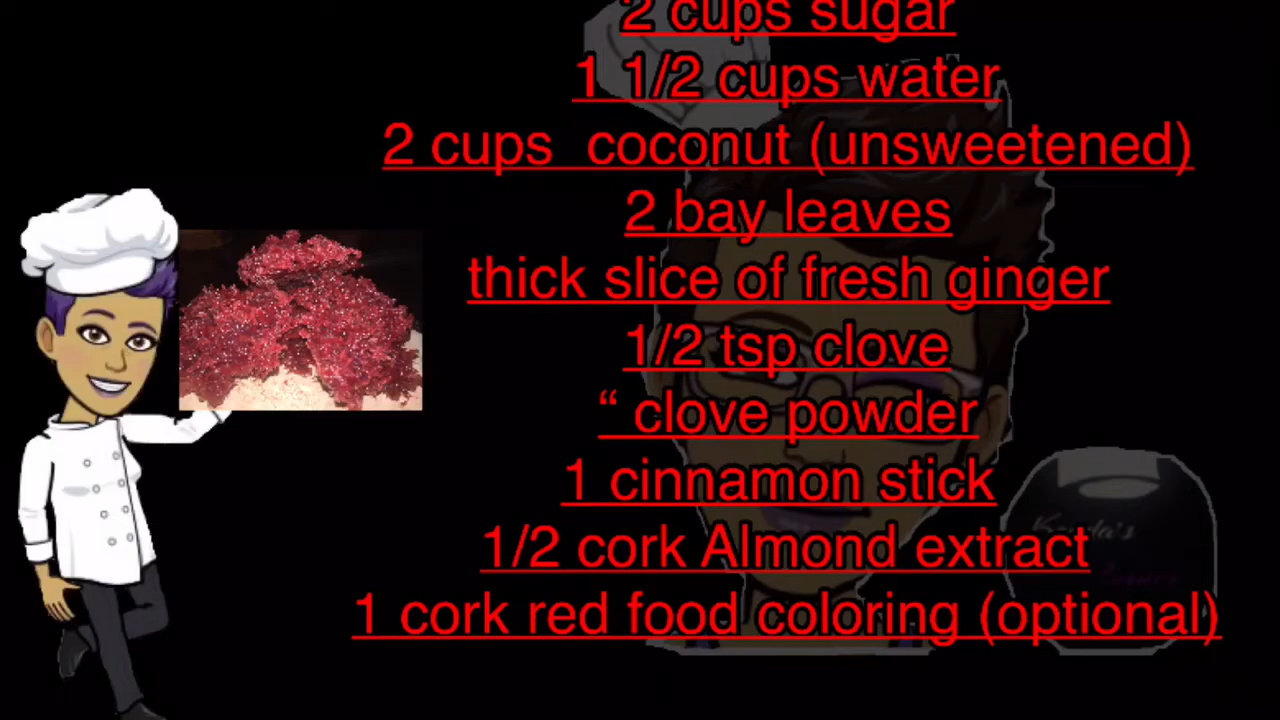 2 cups sugar
1 1/2 cups water
2 cups  coconut (unsweetened)
2 bay leaves
thick slice of fresh ginger
1/2 tsp clove
“ clove powder
1 cinnamon stick
1/2 cork Almond extract
1 cork red food coloring (optional)